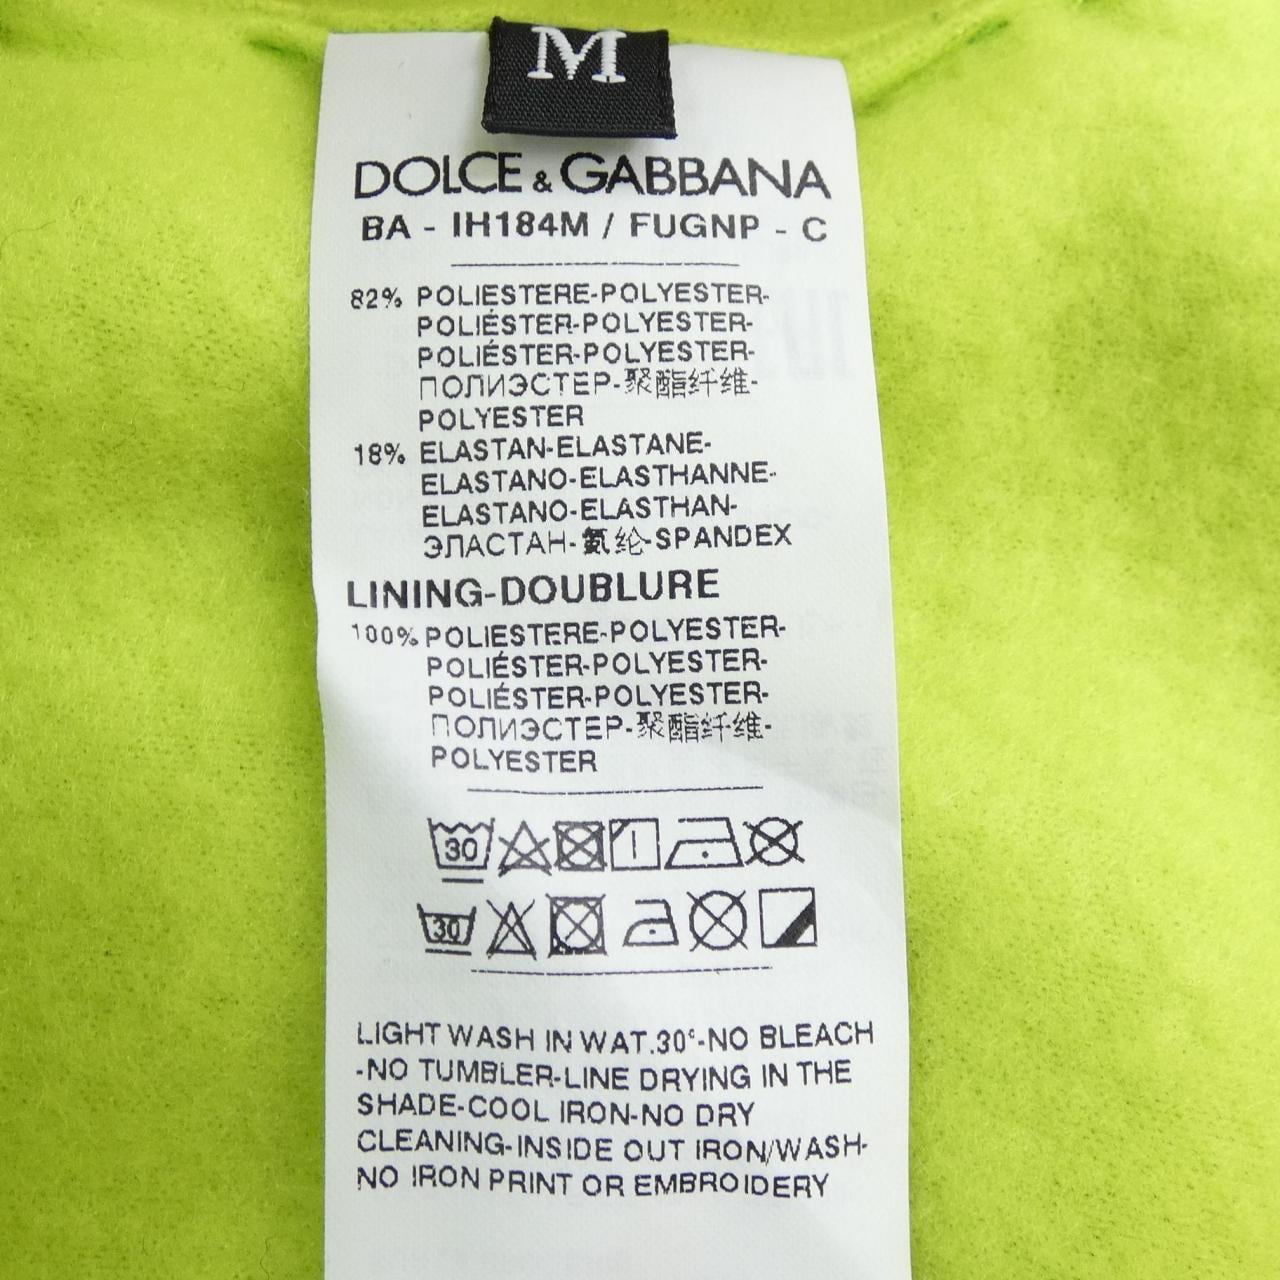 M
DOLCE & GABBANA
BA - IH184M / FUGNP - C
82% POLIESTERE-POLYESTER-
POLIÉSTER-POLYESTER-
POLIÉSTER-POLYESTER-
ПОЛИЭСТЕР-聚酯纤维-
POLYESTER
18% ELASTAN-ELASTANE-
ELASTANO-ELASTHANNE-
ELASTANO-ELASTHAN-
ЭЛАСТАН-氨纶-SPANDEX
LINING-DOUBLURE
100% POLIESTERE-POLYESTER-
POLIÉSTER-POLYESTER-
POLIÉSTER-POLYESTER-
ПОЛИЭСТЕР-聚酯纤维-
POLYESTER
30
30
LIGHT WASH IN WAT.30°-NO BLEACH
-NO TUMBLER-LINE DRYING IN THE
SHADE-COOL IRON-NO DRY
CLEANING-INSIDE OUT IRON/WASH-
NO IRON PRINT OR EMBROIDERY